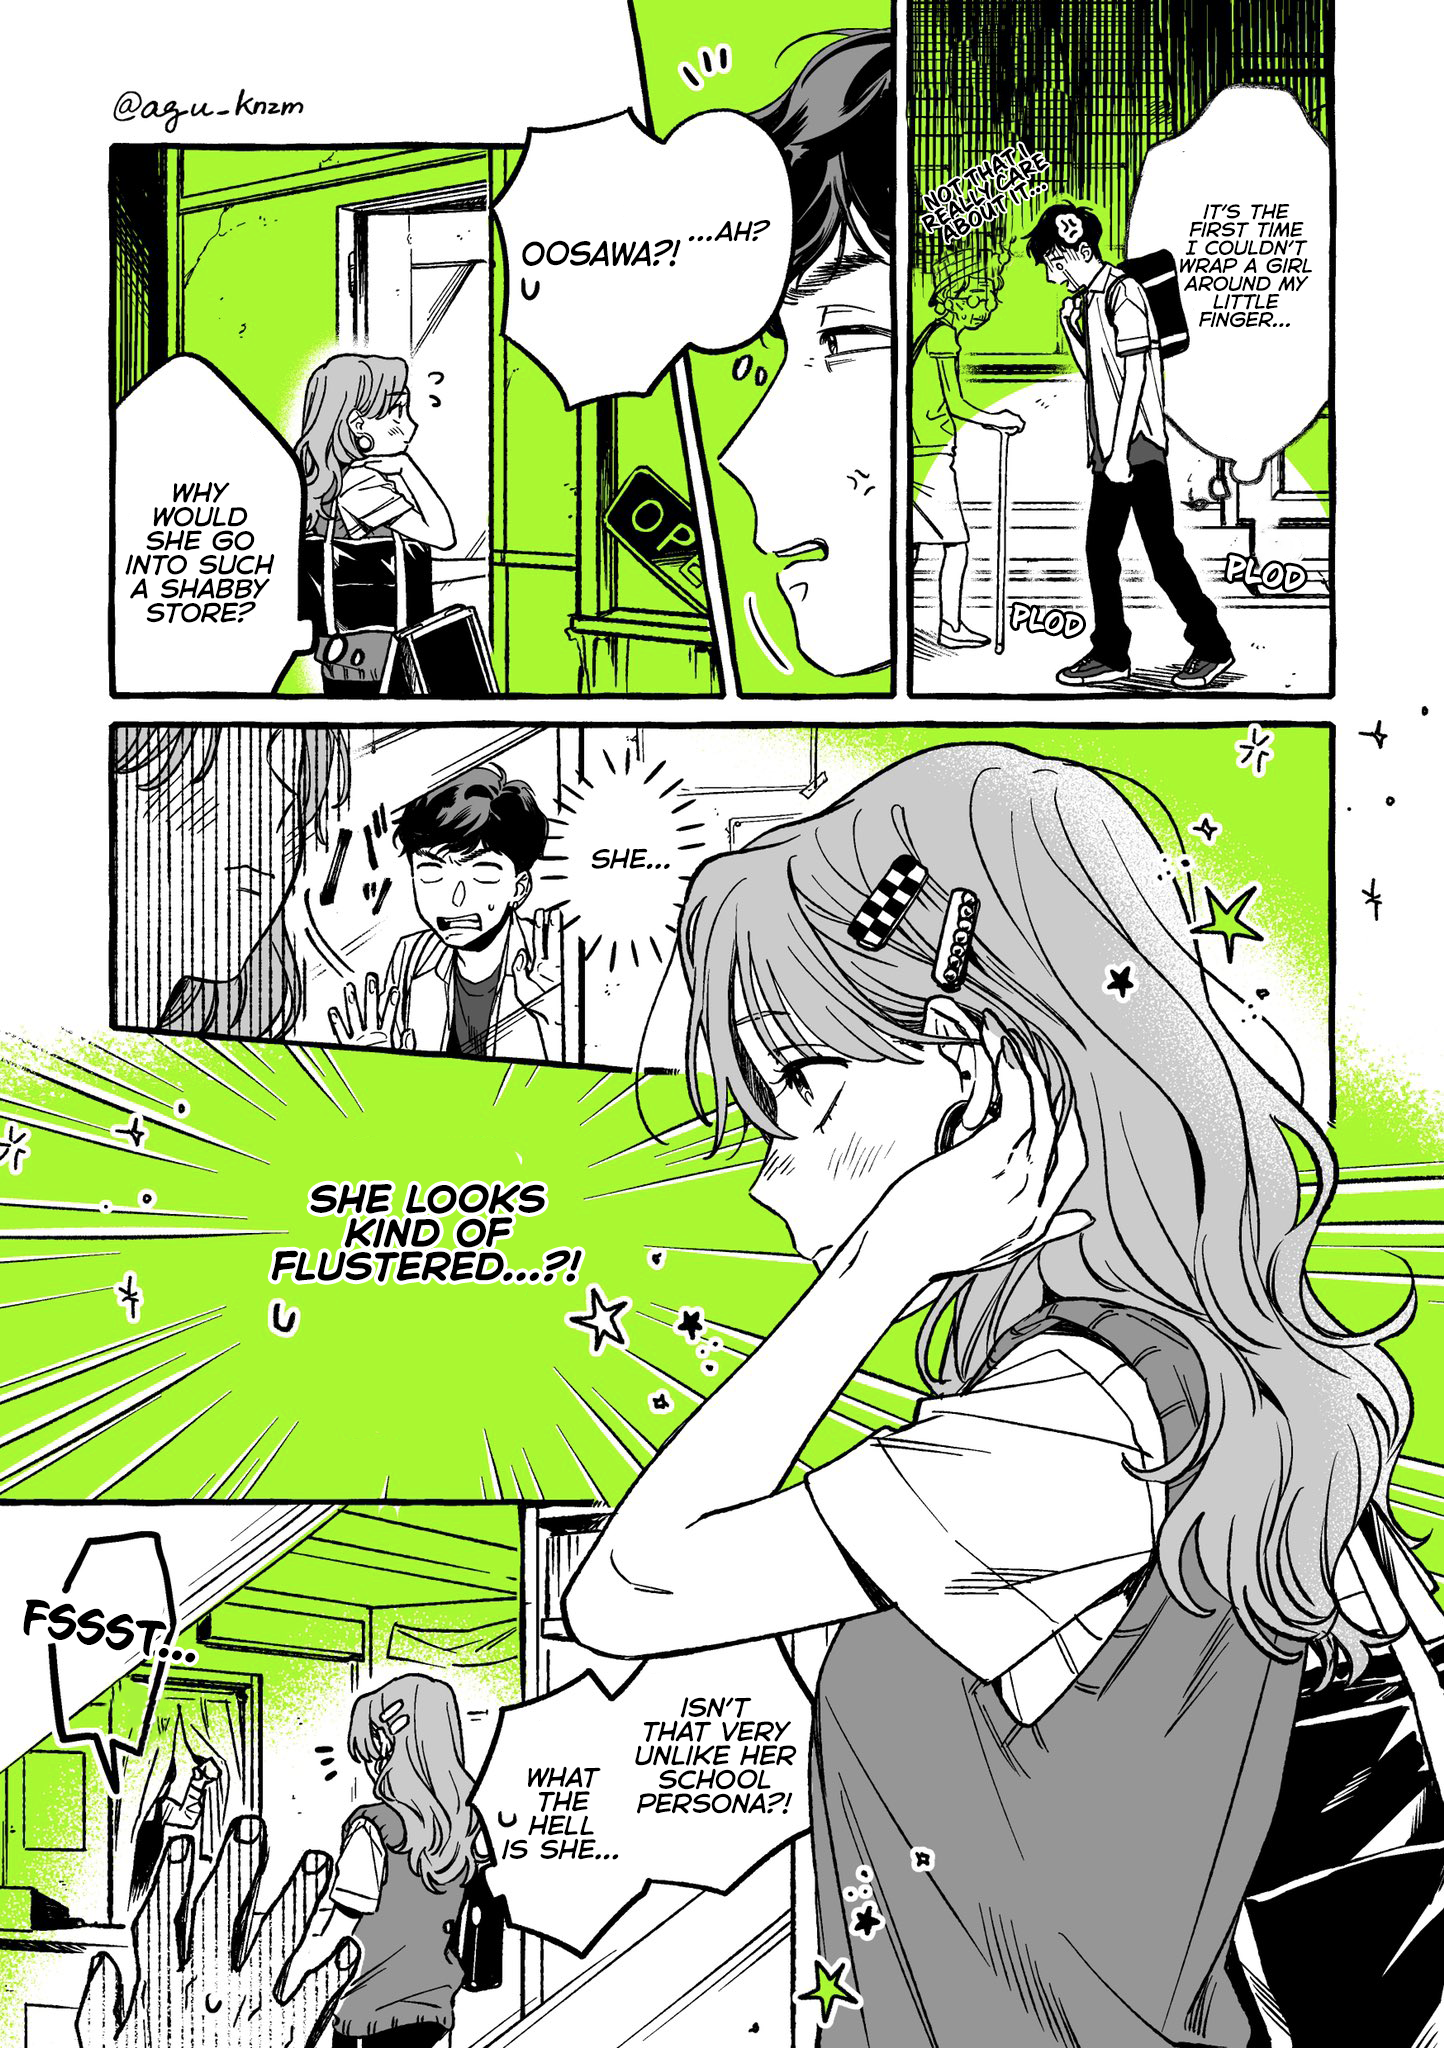 @agu_knzm
IT'S THE
FIRST TIME
I COULDN'T
WRAP A GIRL
AROUND MY
LITTLE
FINGER...
NOT THAT I
REALLY CARE
ABOUT IT...
PLOD
PLOD
...AH?
OOSAWA?!
OP
WHY
WOULD
SHE GO
INTO SUCH
A SHABBY
STORE?
SHE...
SHE LOOKS
KIND OF
FLUSTERED...?!
ISN'T
THAT VERY
UNLIKE HER
SCHOOL
PERSONA?!
WHAT
THE
HELL
IS SHE...
FSSST...